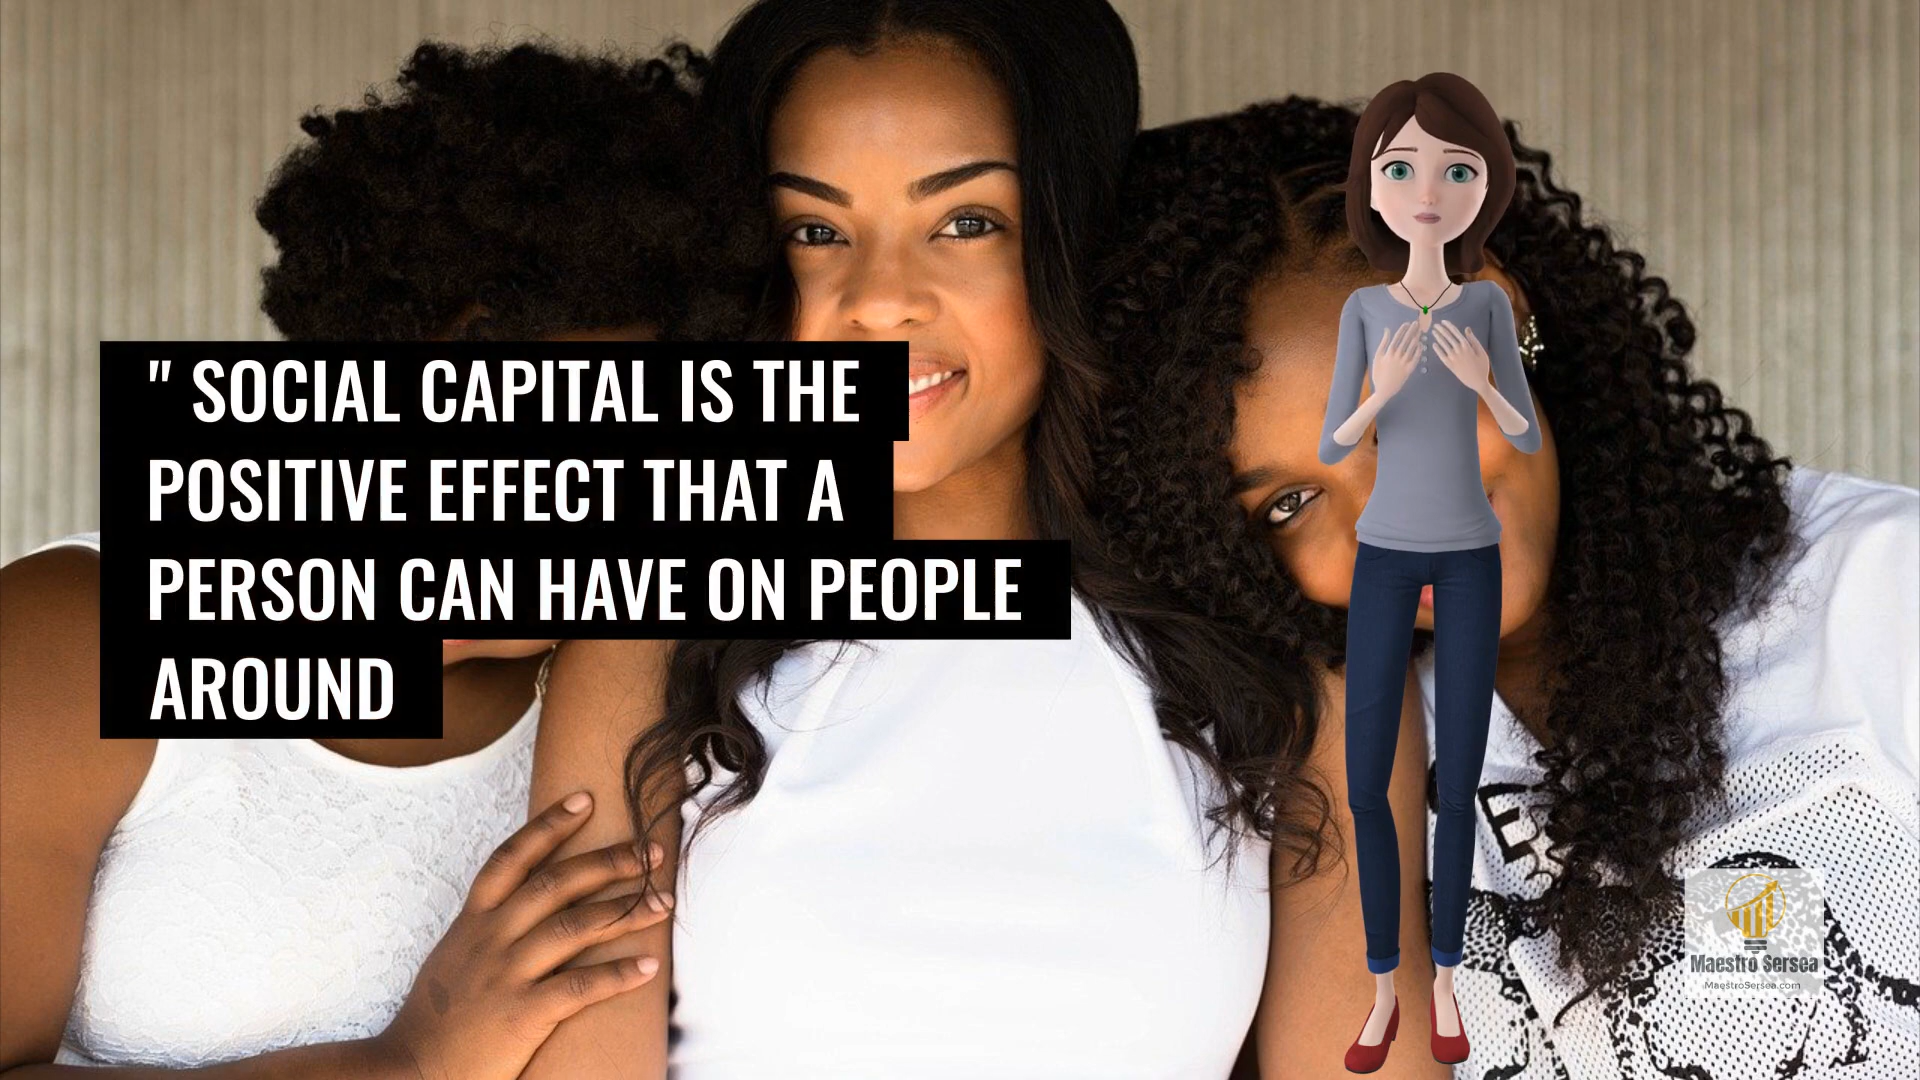 " SOCIAL CAPITAL IS THE
POSITIVE EFFECT THAT A
PERSON CAN HAVE ON PEOPLE
AROUND
Maestro Sersea
MaestroSersea.com